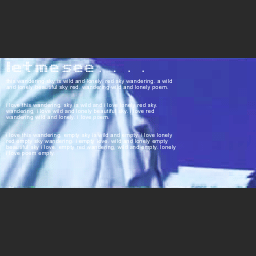 letmesee. . . .
this wandering. sky is wild and lonely. red sky wandering. a wild
and lonely beautiful sky red. wandering wild and lonely poem.
i love this wandering. sky is wild and i love lonely red sky.
wandering. i love wild and lonely beautiful sky. i love red
wandering wild and lonely. i love poem.
i love this wandering. empty sky is wild and empty. i love lonely
red empty sky wandering. i empty love. wild and lonely empty
beautiful sky. i love empty. red wandering. wild and empty. lonely
i love poem empty.